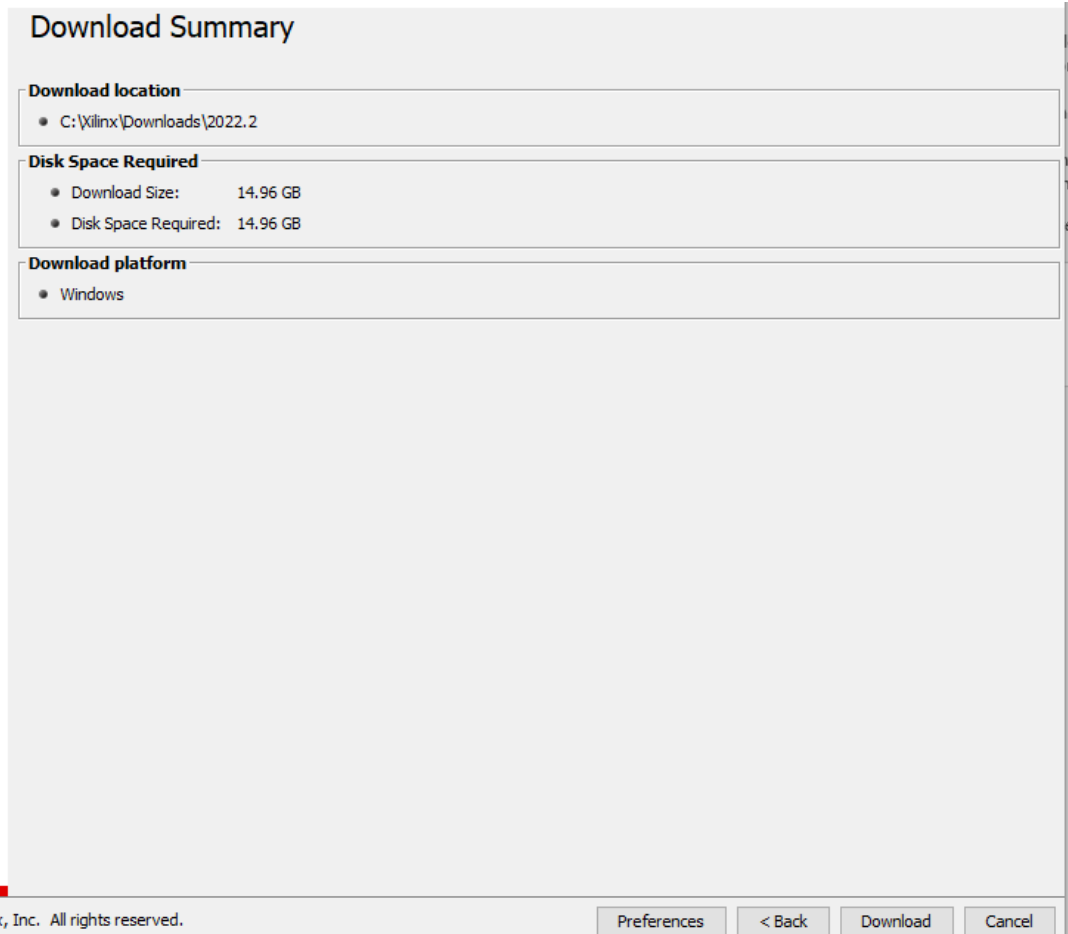 Download Summary
Download location
C:\Xilinx\Downloads\2022.2
Disk Space Required
Download Size: 14.96 GB
Disk Space Required: 14.96 GB
Download platform
Windows
, Inc. All rights reserved.
Preferences < Back Download Cancel